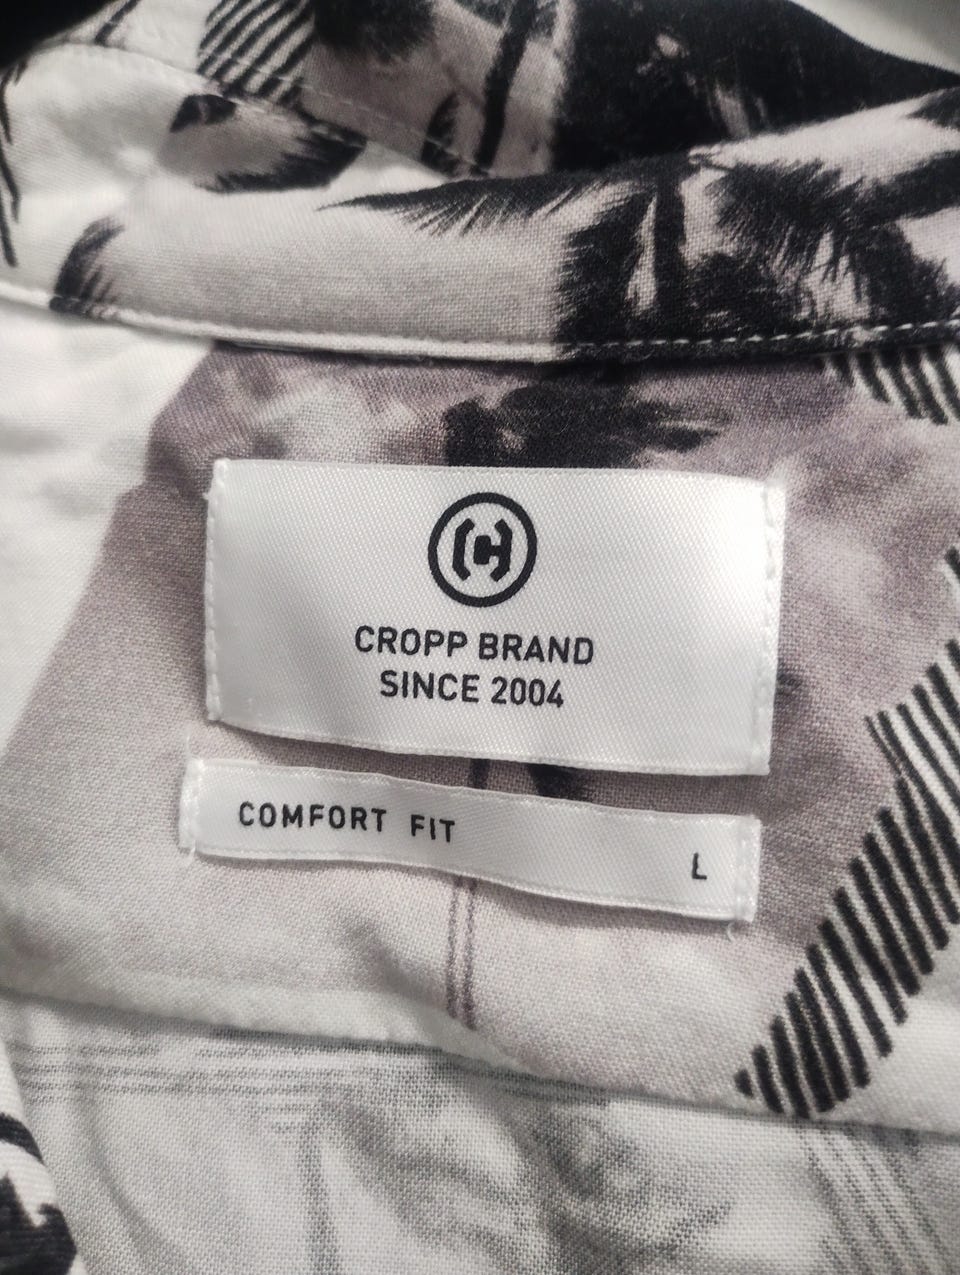 CROPP BRAND
SINCE 2004
COMFORT FIT
L